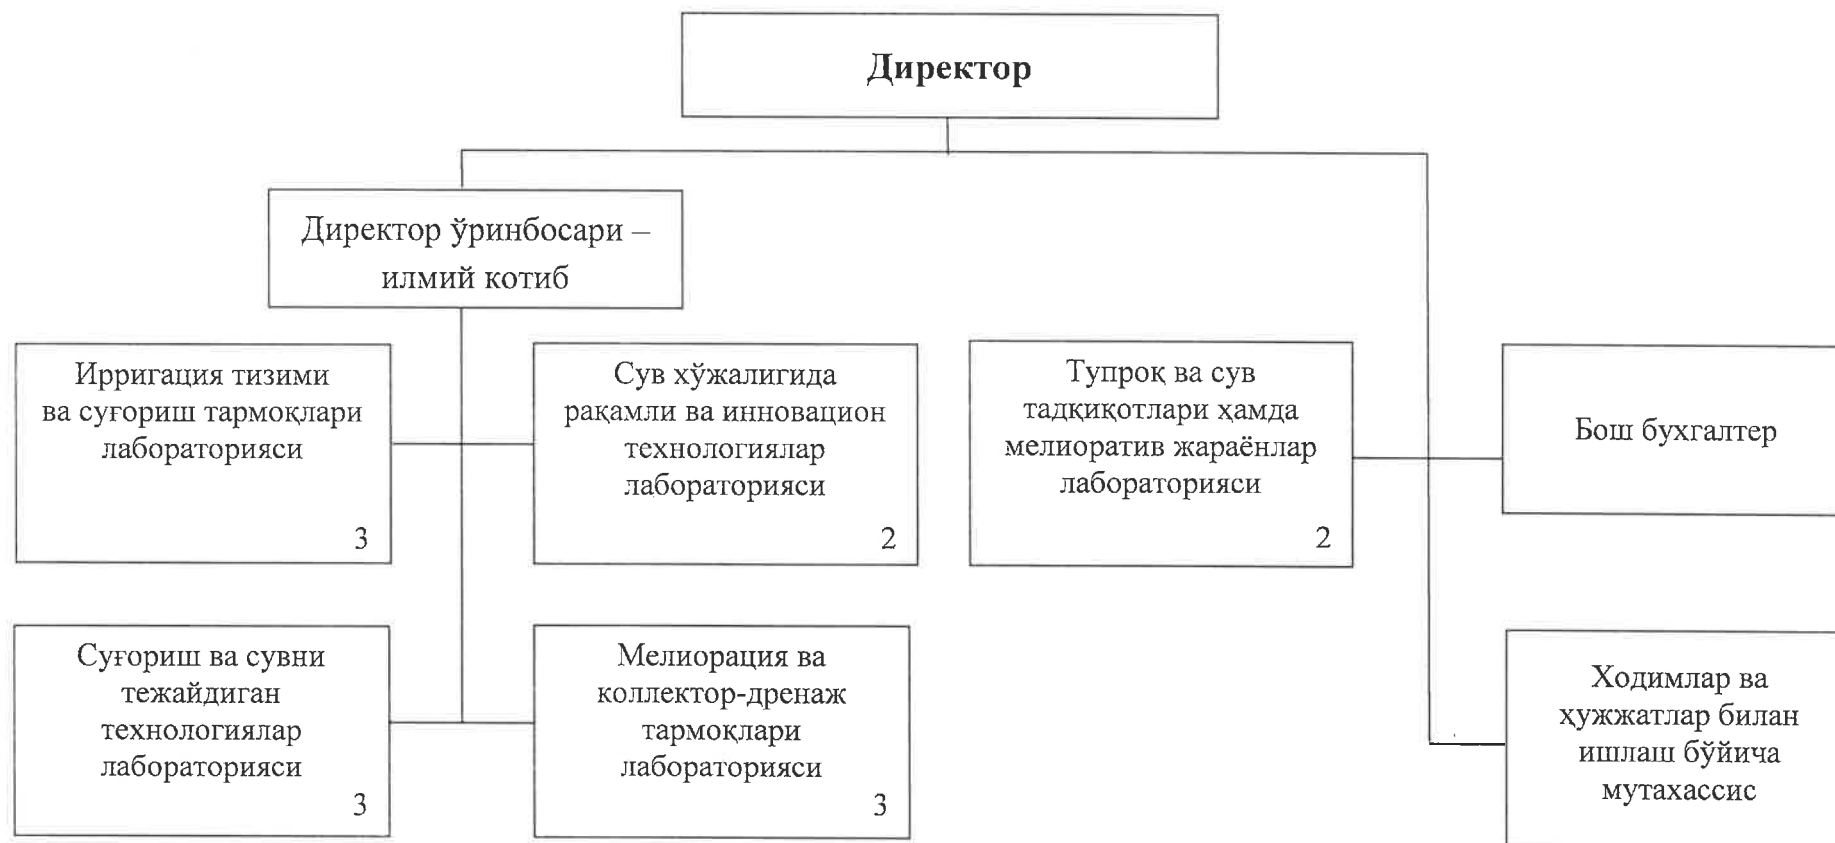 Директор
Директор ўринбосари –
илмий котиб
Ирригация тизими
ва суғориш тармоқлари
лабораторияси
3
Сув хўжалигида
рақамли ва инновацион
технологиялар
лабораторияси
2
Тупроқ ва сув
тадқиқотлари ҳамда
мелиоратив жараёнлар
лабораторияси
2
Бош бухгалтер
Суғориш ва сувни
тежайдиган
технологиялар
лабораторияси
3
Мелиорация ва
коллектор-дренаж
тармоқлари
лабораторияси
3
Ходимлар ва
ҳужжатлар билан
ишлаш бўйича
мутахассис